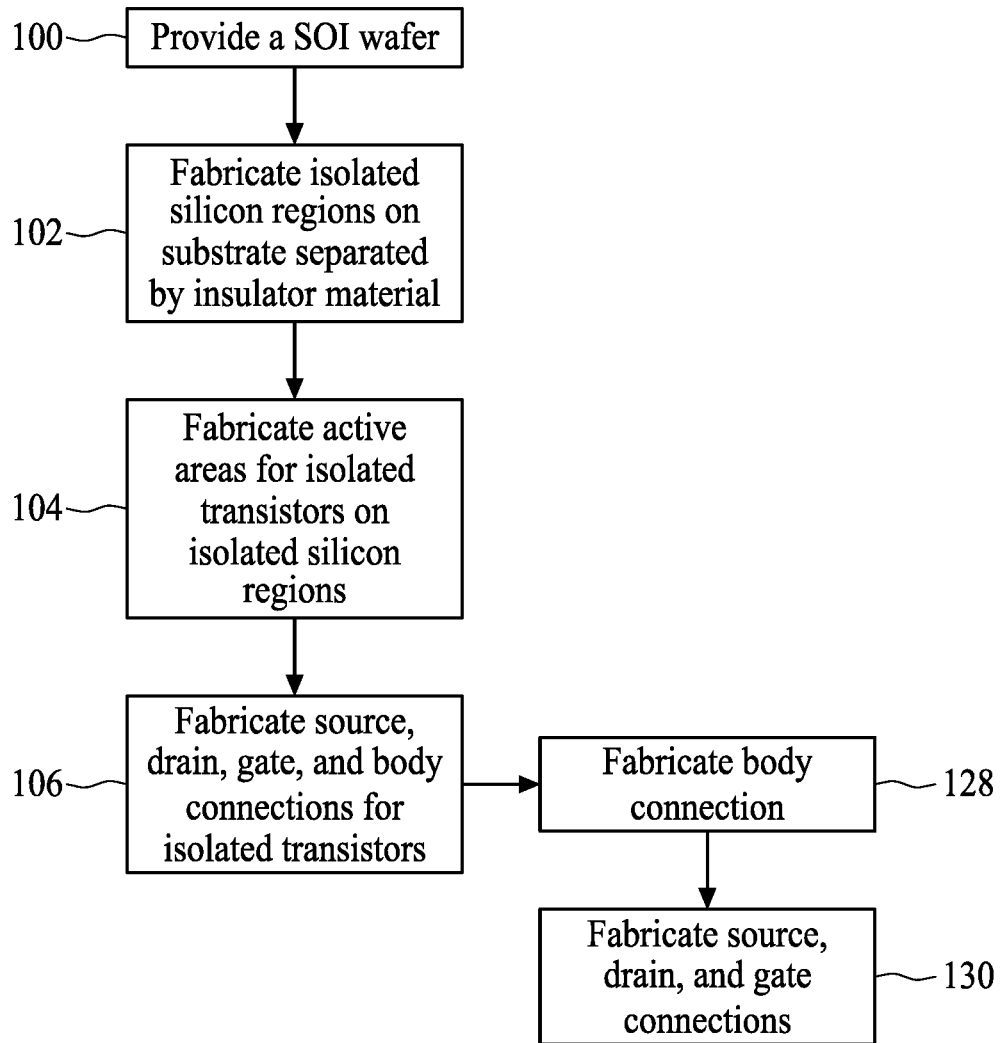 100
Provide a SOI wafer
102
Fabricate isolated
silicon regions on
substrate separated
by insulator material
104
Fabricate active
areas for isolated
transistors on
isolated silicon
regions
106
Fabricate source,
drain, gate, and body
connections for
isolated transistors
Fabricate body
connection
128
Fabricate source,
drain, and gate
connections
130